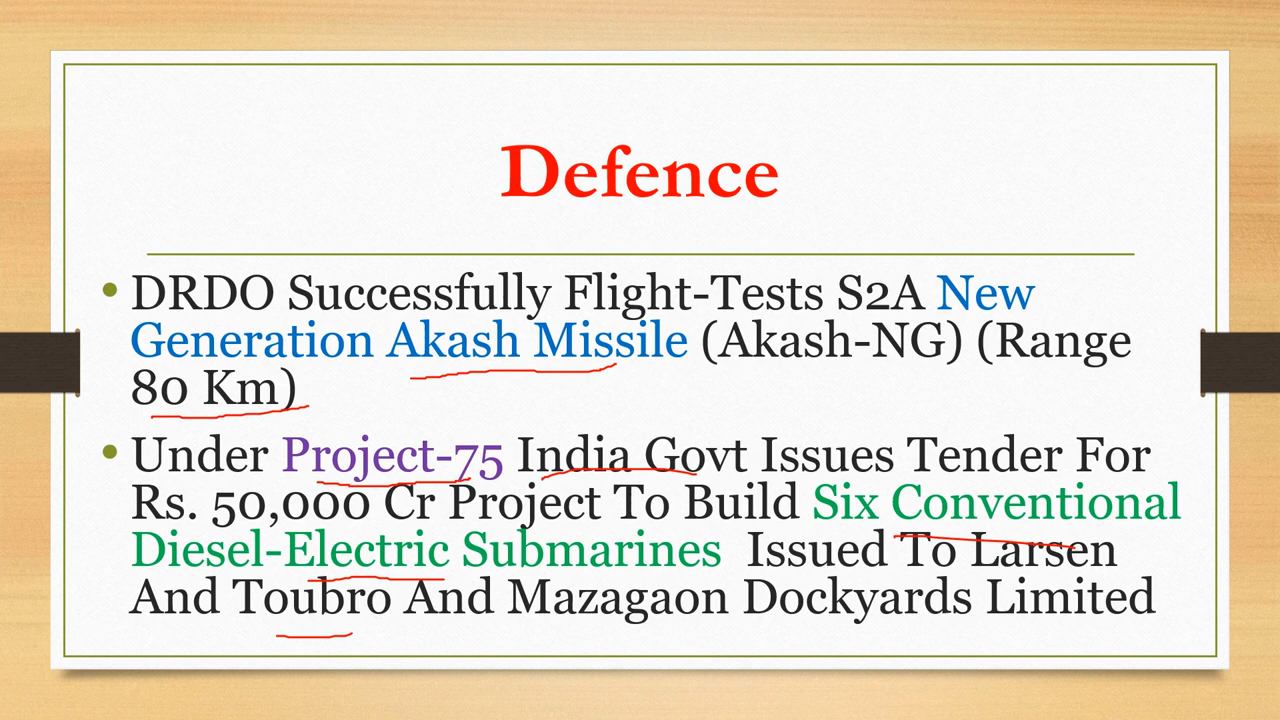 Defence
• DRDO Successfully Flight-Tests S2A New
Generation Akash Missile (Akash-NG) (Range
80 Km)
• Under Project-75 India Govt Issues Tender For
Rs. 50,000 Cr Project To Build Six Conventional
Diesel-Electric Submarines Issued To Larsen
And Toubro And Mazagaon Dockyards Limited